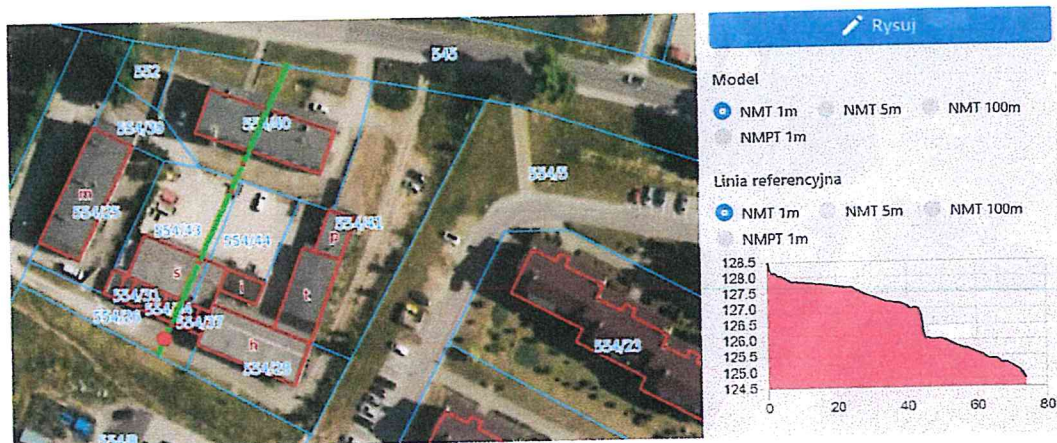 545
552
554/39
554/40
554/5
m
554/25
554/43
554/44
p
554/41
s
i
t
554/31
554/36
554/37
h
554/28
554/23
Rysuj
Model
NMT 1m NMT 5m NMT 100m
NMPT 1m
Linia referencyjna
NMT 1m NMT 5m NMT 100m
NMPT 1m
128.5
128.0
127.5
127.0
126.5
126.0
125.5
125.0
124.5
0 20 40 60 80